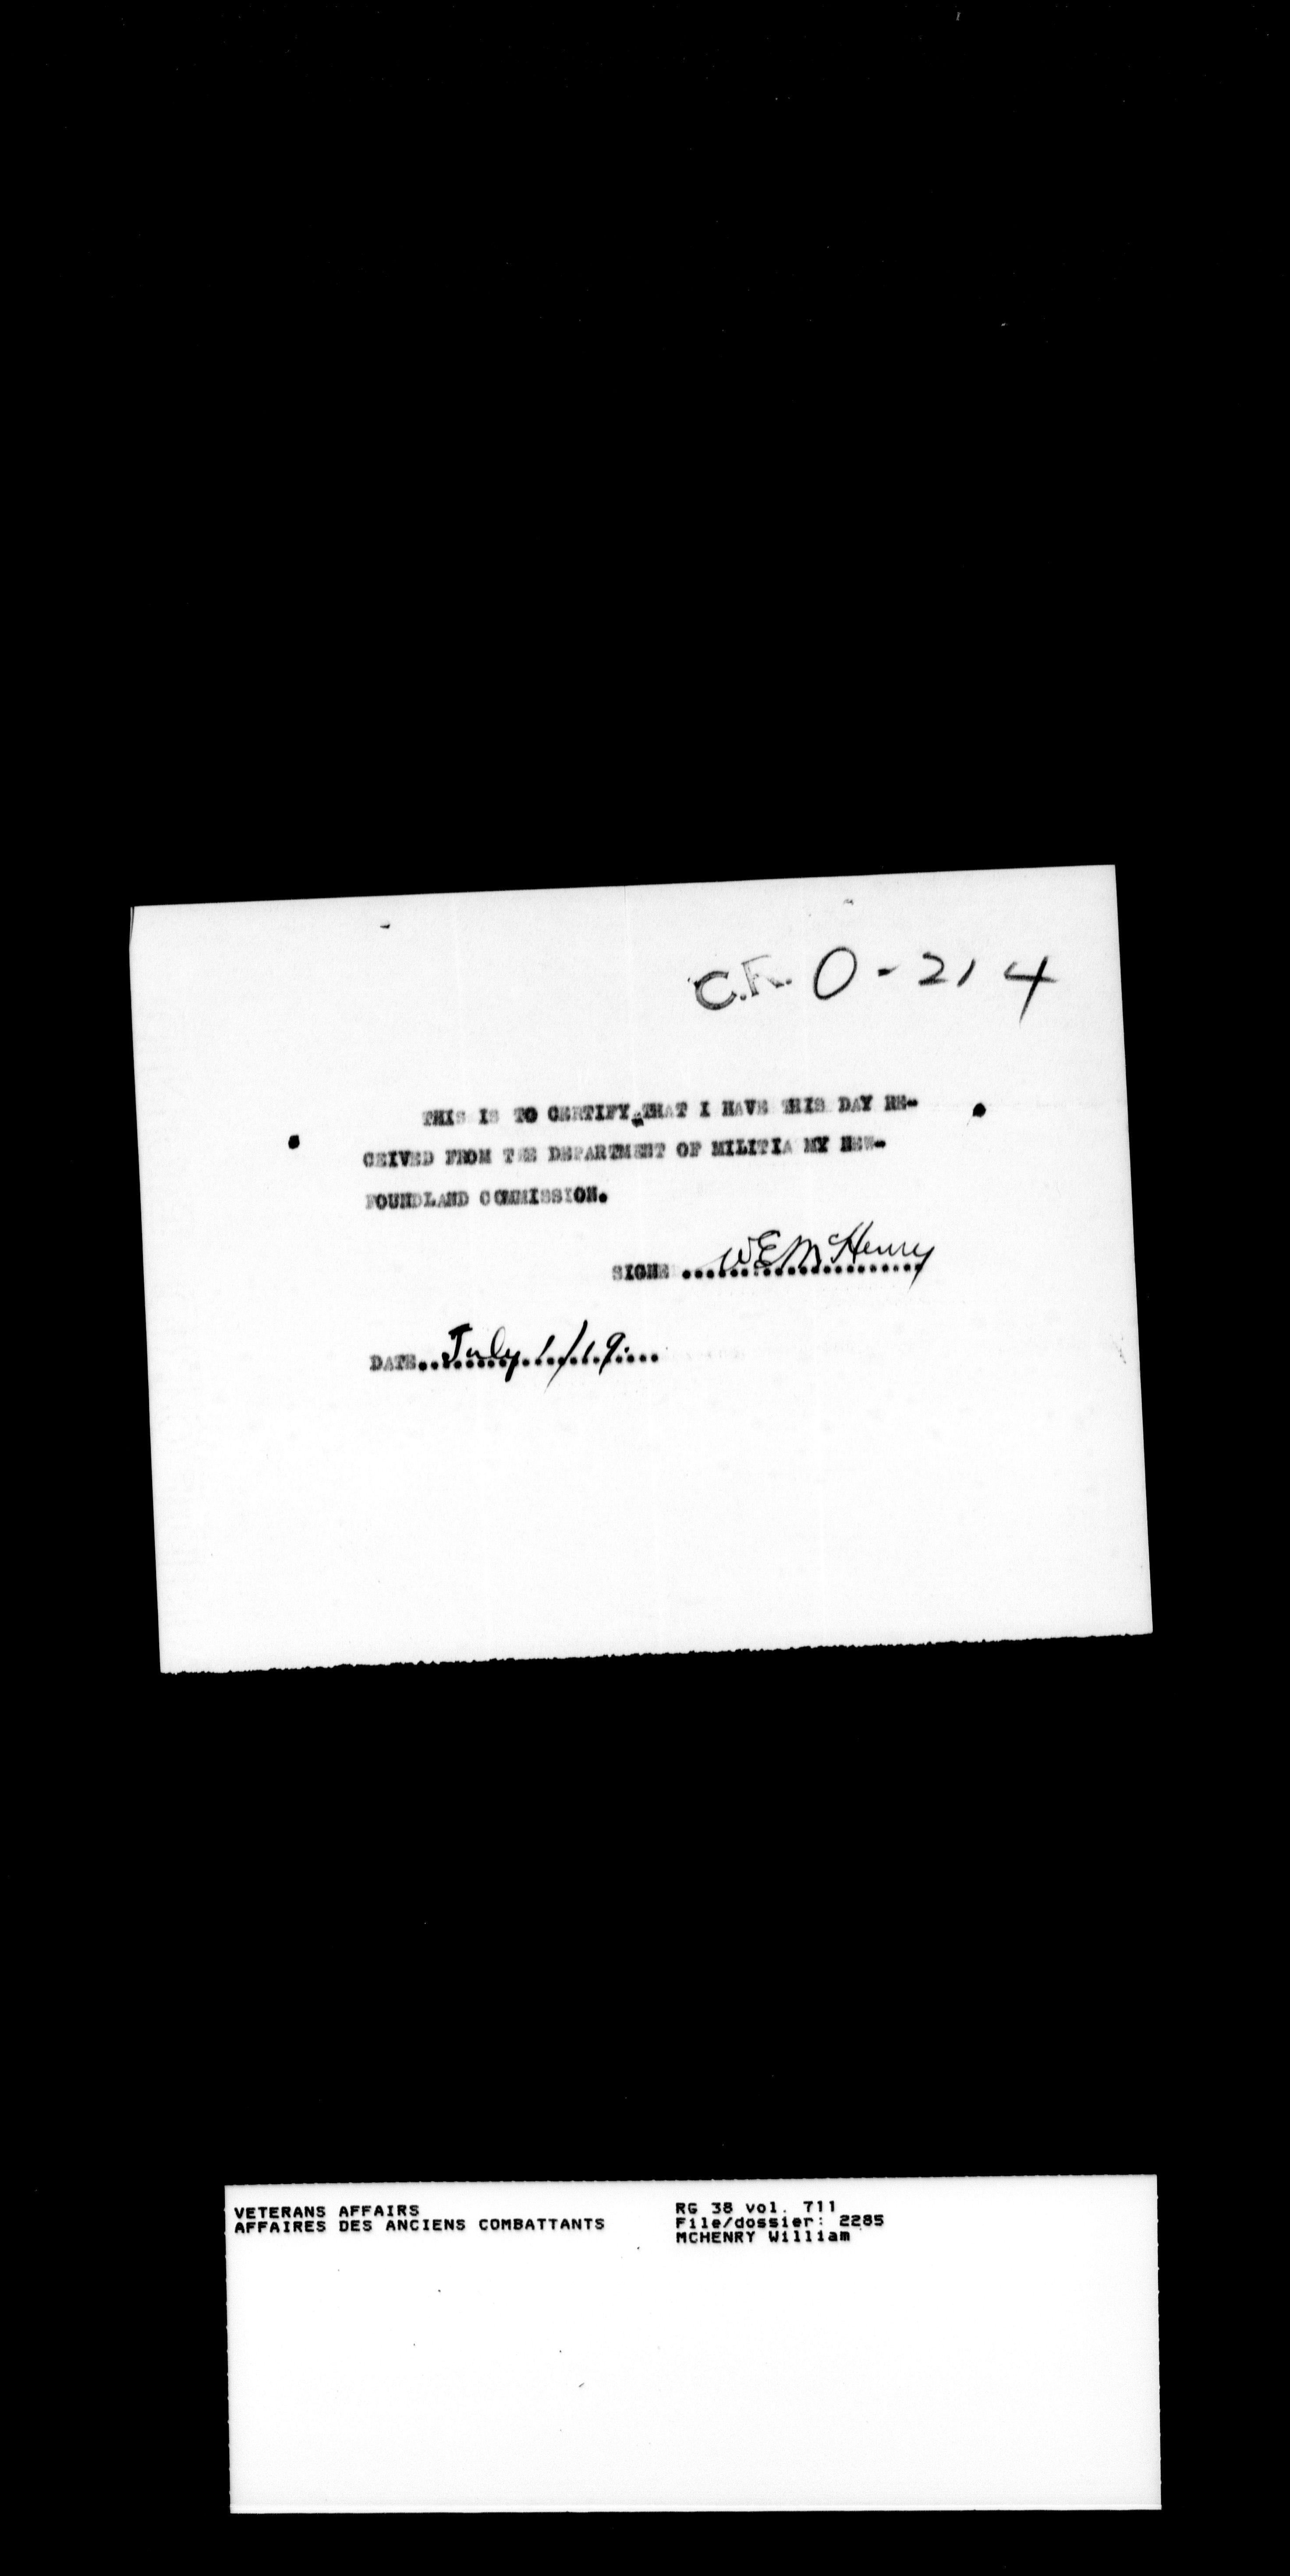 C.R. O-214
THIS IS TO CERTIFY, THAT I HAVE THIS DAY RE-
CEIVED FROM THE DEPARTMENT OF MILITIA MY NEW-
FOUNDLAND COMMISSION.
SIGNED ...... W E McHenry
DATE.. July 1/19. ...
VETERANS AFFAIRS
AFFAIRES DES ANCIENS COMBATTANTS
RG 38 vol. 711
File/dossier: 2285
MCHENRY William